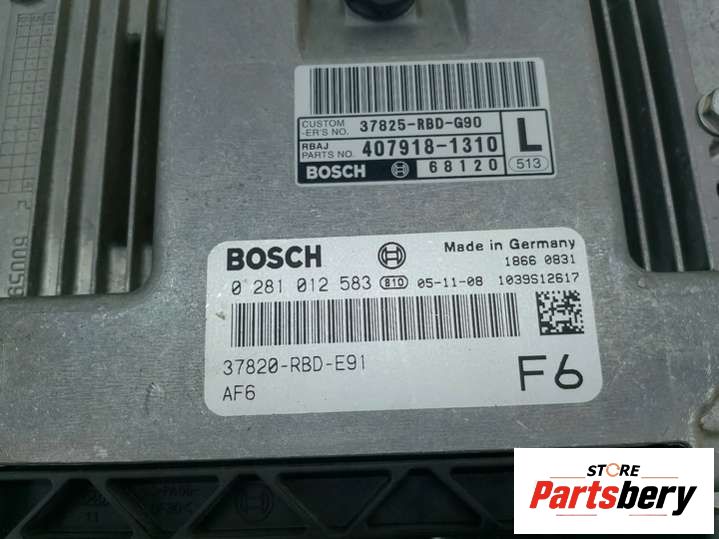 CUSTOM
-ER'S NO. 37825-RBD-G90
RBAJ
PARTS NO. 407918-1310
BOSCH 68120
L
513
BOSCH
Made in Germany
1866 0831
0 281 012 583 810 05-11-08 1039S12617
37820-RBD-E91
AF6
F6
STORE
Partsbery